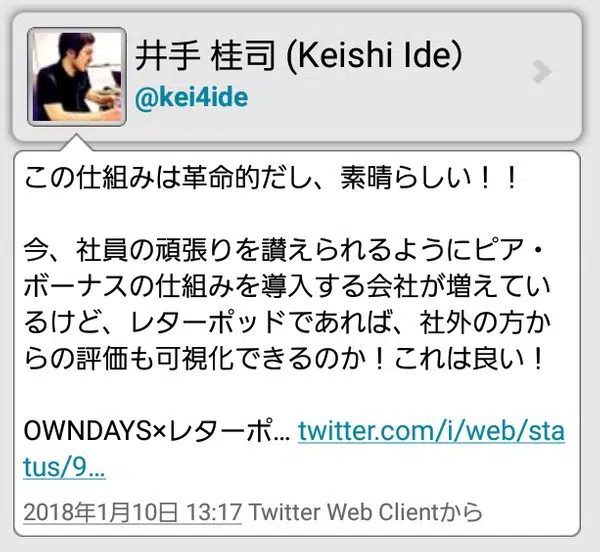 井手 桂司 (Keishi Ide)
@kei4ide
この仕組みは革命的だし、素晴らしい！！
今、社員の頑張りを讃えられるようにピア・
ボーナスの仕組みを導入する会社が増えてい
るけど、レターポッドであれば、社外の方か
らの評価も可視化できるのか！これは良い！
OWNDAYS×レターポ... twitter.com/i/web/sta
tus/9...
2018年1月10日 13:17 Twitter Web Clientから